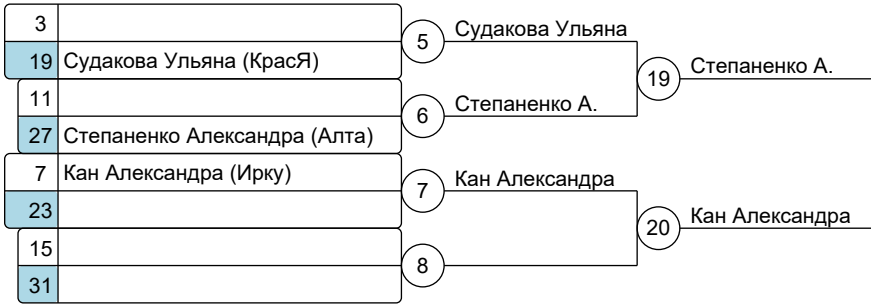 3
19 Судакова Ульяна (КрасЯ)
5 Судакова Ульяна
11
27 Степаненко Александра (Алта)
6 Степаненко А.
19 Степаненко А.
7 Кан Александра (Ирку)
23
7 Кан Александра
15
31
8
20 Кан Александра